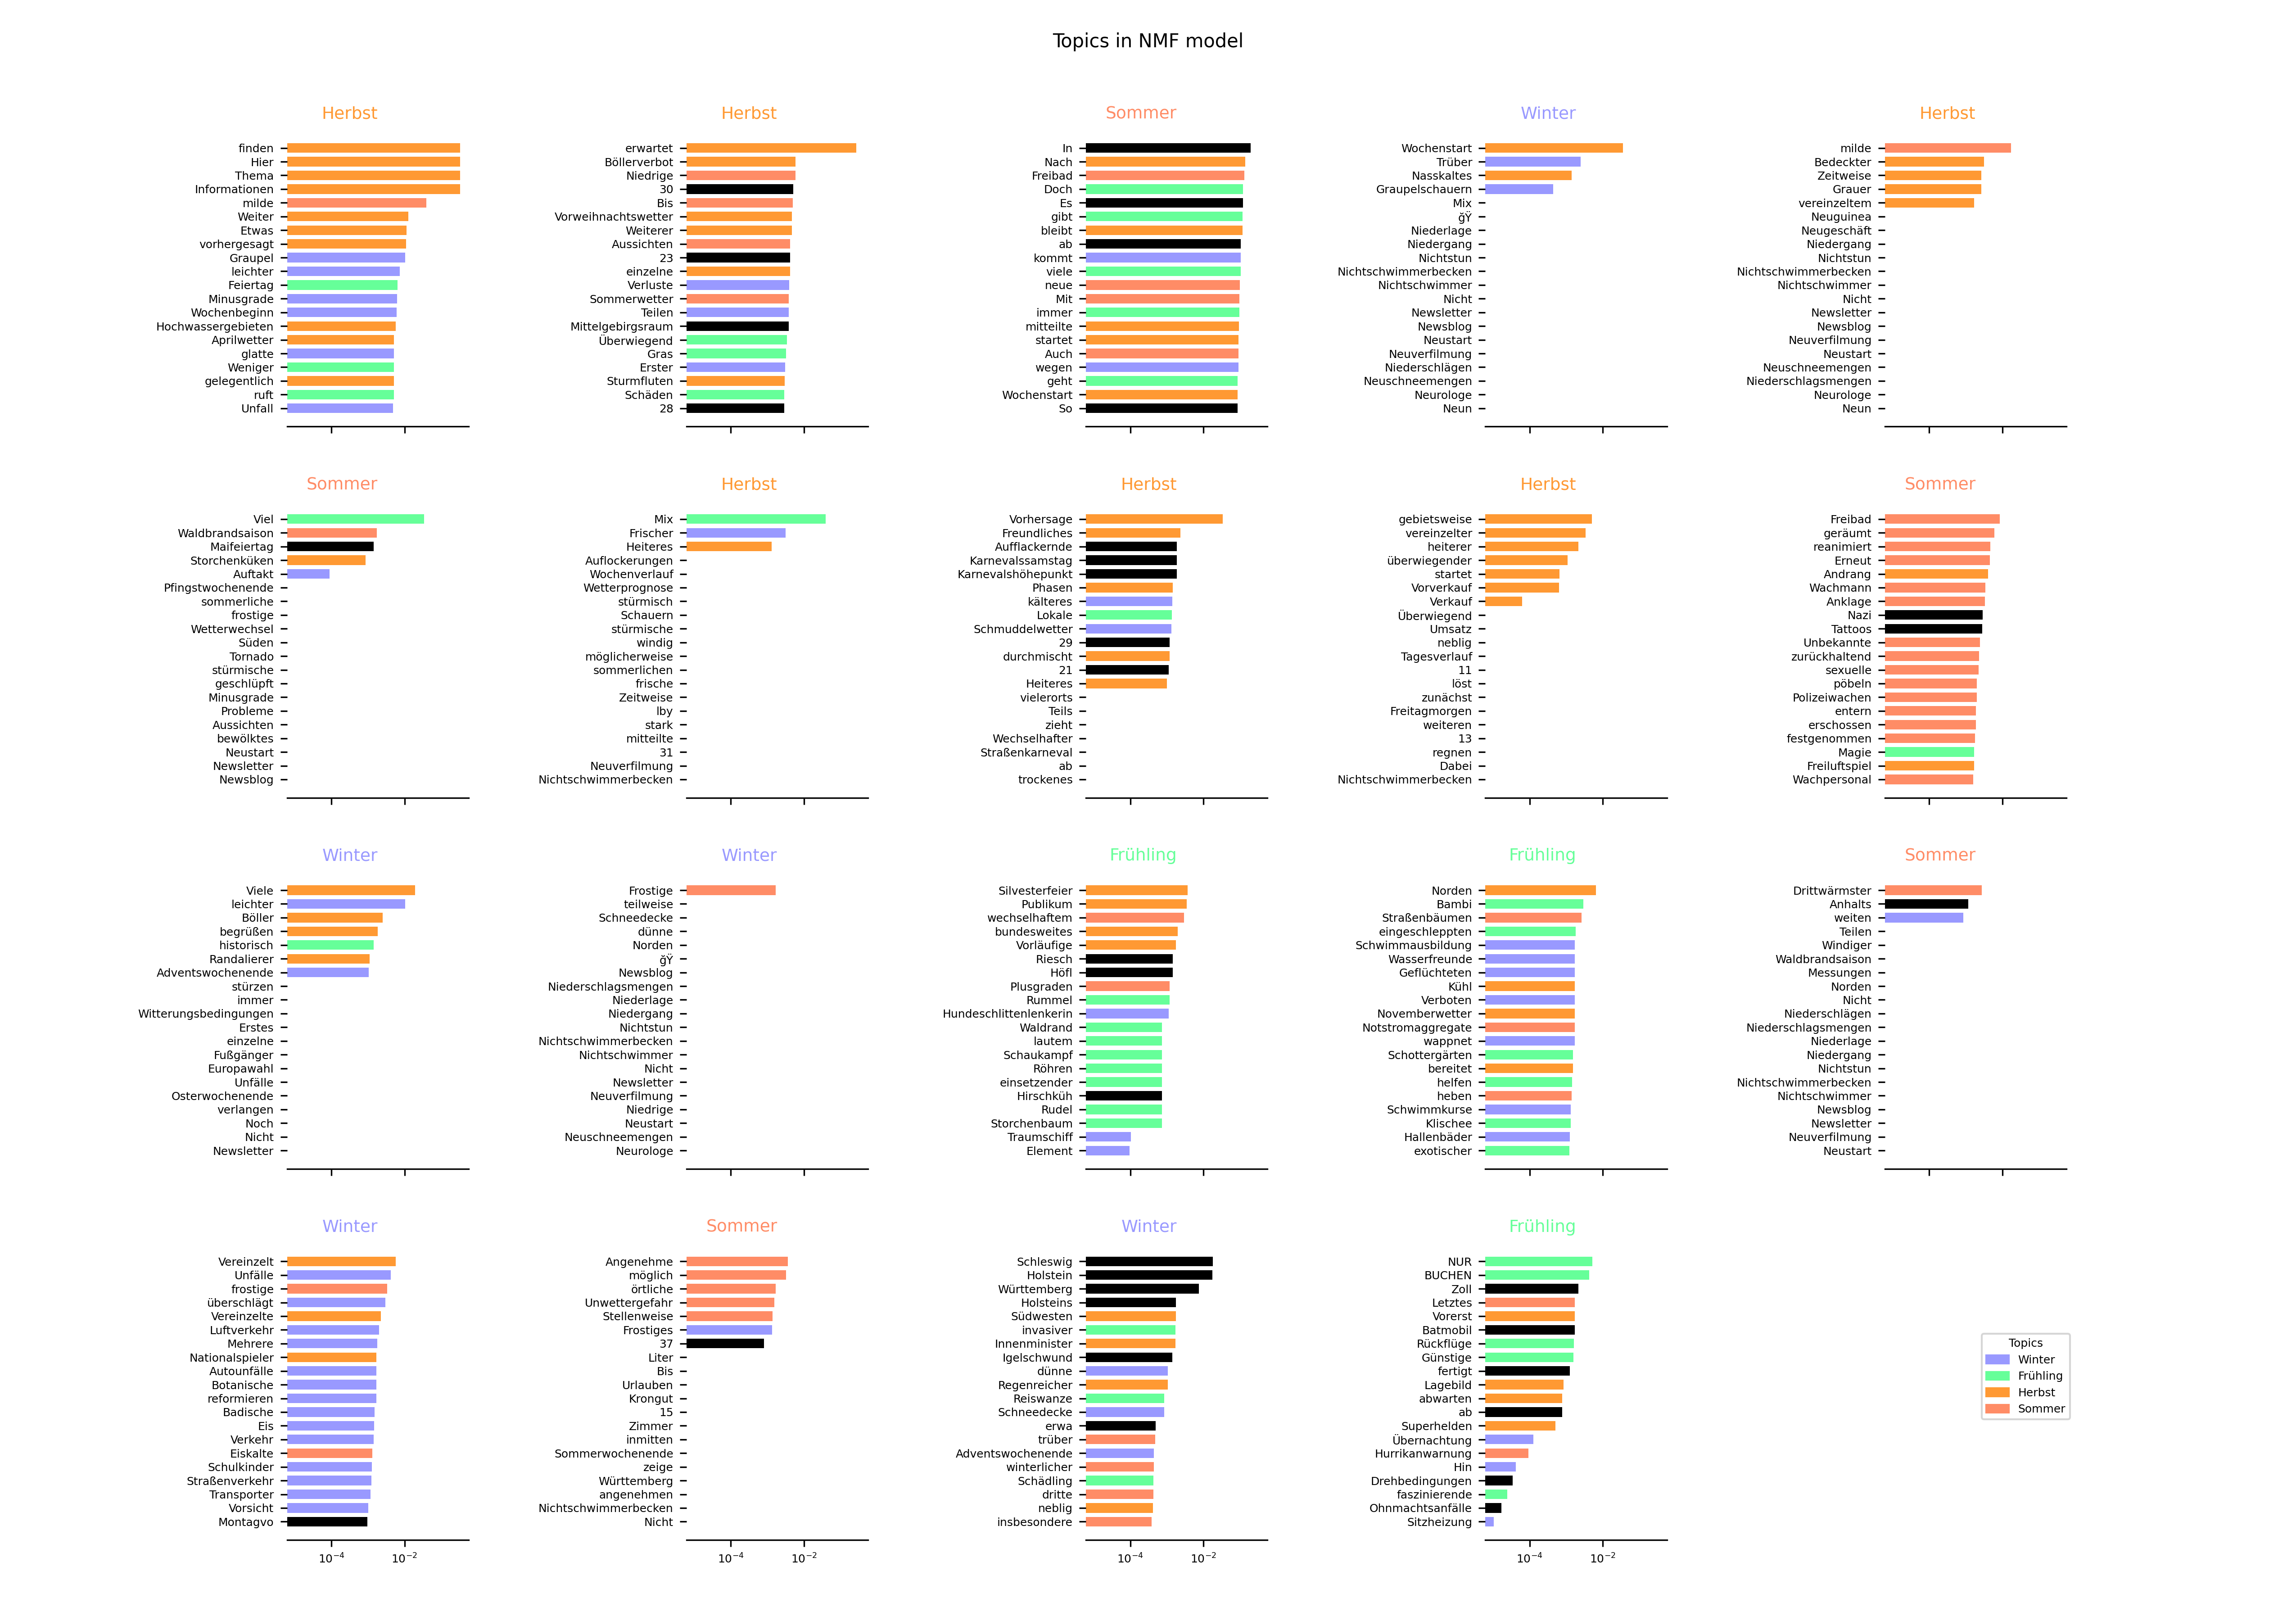 Topics in NMF model
Herbst
finden
Hier
Thema
Informationen
milde
Weiter
Etwas
vorhergesagt
Graupel
leichter
Feiertag
Minusgrade
Wochenbeginn
Hochwassergebieten
Aprilwetter
glatte
Weniger
gelegentlich
ruft
Unfall
Herbst
erwartet
Böllerverbot
Niedrige
30
Bis
Vorweihnachtswetter
Weiterer
Aussichten
23
einzelne
Verluste
Sommerwetter
Teilen
Mittelgebirgsraum
Überwiegend
Gras
Erster
Sturmfluten
Schäden
28
Sommer
In
Nach
Freibad
Doch
Es
gibt
bleibt
ab
kommt
viele
neue
Mit
immer
mitteilte
startet
Auch
wegen
geht
Wochenstart
So
Winter
Wochenstart
Trüber
Nasskaltes
Graupelschauern
Mix
ğŸ
Niederlage
Niedergang
Nichtstun
Nichtschwimmerbecken
Nichtschwimmer
Nicht
Newsletter
Newsblog
Neustart
Neuverfilmung
Niederschlägen
Neuschneemengen
Neurologe
Neun
Herbst
milde
Bedeckter
Zeitweise
Grauer
vereinzeltem
Neuguinea
Neugeschäft
Niedergang
Nichtstun
Nichtschwimmerbecken
Nichtschwimmer
Nicht
Newsletter
Newsblog
Neuverfilmung
Neustart
Neuschneemengen
Niederschlagsmengen
Neurologe
Neun
Sommer
Viel
Waldbrandsaison
Maifeiertag
Storchenküken
Auftakt
Pfingstwochenende
sommerliche
frostige
Wetterwechsel
Süden
Tornado
stürmische
geschlüpft
Minusgrade
Probleme
Aussichten
bewölktes
Neustart
Newsletter
Newsblog
Herbst
Mix
Frischer
Heiteres
Auflockerungen
Wochenverlauf
Wetterprognose
stürmisch
Schauern
stürmische
windig
möglicherweise
sommerlichen
frische
Zeitweise
lby
stark
mitteilte
31
Neuverfilmung
Nichtschwimmerbecken
Herbst
Vorhersage
Freundliches
Aufflackernde
Karnevalssamstag
Karnevalshöhepunkt
Phasen
kälteres
Lokale
Schmuddelwetter
29
durchmischt
21
Heiteres
vielerorts
Teils
zieht
Wechselhafter
Straßenkarneval
ab
trockenes
Herbst
gebietsweise
vereinzelter
heiterer
überwiegender
startet
Vorverkauf
Verkauf
Überwiegend
Umsatz
neblig
Tagesverlauf
11
löst
zunächst
Freitagmorgen
weiteren
13
regnen
Dabei
Nichtschwimmerbecken
Sommer
Freibad
geräumt
reanimiert
Erneut
Andrang
Wachmann
Anklage
Nazi
Tattoos
Unbekannte
zurückhaltend
sexuelle
pöbeln
Polizeiwachen
entern
erschossen
festgenommen
Magie
Freiluftspiel
Wachpersonal
Winter
Viele
leichter
Böller
begrüßen
historisch
Randalierer
Adventswochenende
stürzen
immer
Witterungsbedingungen
Erstes
einzelne
Fußgänger
Europawahl
Unfälle
Osterwochenende
verlangen
Noch
Nicht
Newsletter
Winter
Frostige
teilweise
Schneedecke
dünne
Norden
ğŸ
Newsblog
Niederschlagsmengen
Niederlage
Niedergang
Nichtstun
Nichtschwimmerbecken
Nichtschwimmer
Nicht
Newsletter
Neuverfilmung
Niedrige
Neustart
Neuschneemengen
Neurologe
Frühling
Silvesterfeier
Publikum
wechselhaftem
bundesweites
Vorläufige
Riesch
Höfl
Plusgraden
Rummel
Hundeschlittenlenkerin
Waldrand
lautem
Schaukampf
Röhren
einsetzender
Hirschküh
Rudel
Storchenbaum
Traumschiff
Element
Frühling
Norden
Bambi
Straßenbäumen
eingeschleppten
Schwimmausbildung
Wasserfreunde
Geflüchteten
Kühl
Verboten
Novemberwetter
Notstromaggregate
wappnet
Schottergärten
bereitet
helfen
heben
Schwimmkurse
Klischee
Hallenbäder
exotischer
Sommer
Drittwärmster
Anhalts
weiten
Teilen
Windiger
Waldbrandsaison
Messungen
Norden
Nicht
Niederschlägen
Niederschlagsmengen
Niederlage
Niedergang
Nichtstun
Nichtschwimmerbecken
Nichtschwimmer
Newsblog
Newsletter
Neuverfilmung
Neustart
Winter
Vereinzelt
Unfälle
frostige
überschlägt
Vereinzelte
Luftverkehr
Mehrere
Nationalspieler
Autounfälle
Botanische
reformieren
Badische
Eis
Verkehr
Eiskalte
Schulkinder
Straßenverkehr
Transporter
Vorsicht
Montagvo
10⁻⁴ 10⁻²
Sommer
Angenehme
möglich
örtliche
Unwettergefahr
Stellenweise
Frostiges
37
Liter
Bis
Urlauben
Krongut
15
Zimmer
inmitten
Sommerwochenende
zeige
Württemberg
angenehmen
Nichtschwimmerbecken
Nicht
10⁻⁴ 10⁻²
Winter
Schleswig
Holstein
Württemberg
Holsteins
Südwesten
invasiver
Innenminister
Igelschwund
dünne
Regenreicher
Reiswanze
Schneedecke
erwa
trüber
Adventswochenende
winterlicher
Schädling
dritte
neblig
insbesondere
10⁻⁴ 10⁻²
Frühling
NUR
BUCHEN
Zoll
Letztes
Vorerst
Batmobil
Rückflüge
Günstige
fertigt
Lagebild
abwarten
ab
Superhelden
Übernachtung
Hurrikanwarnung
Hin
Drehbedingungen
faszinierende
Ohnmachtsanfälle
Sitzheizung
10⁻⁴ 10⁻²
Topics
Winter
Frühling
Herbst
Sommer